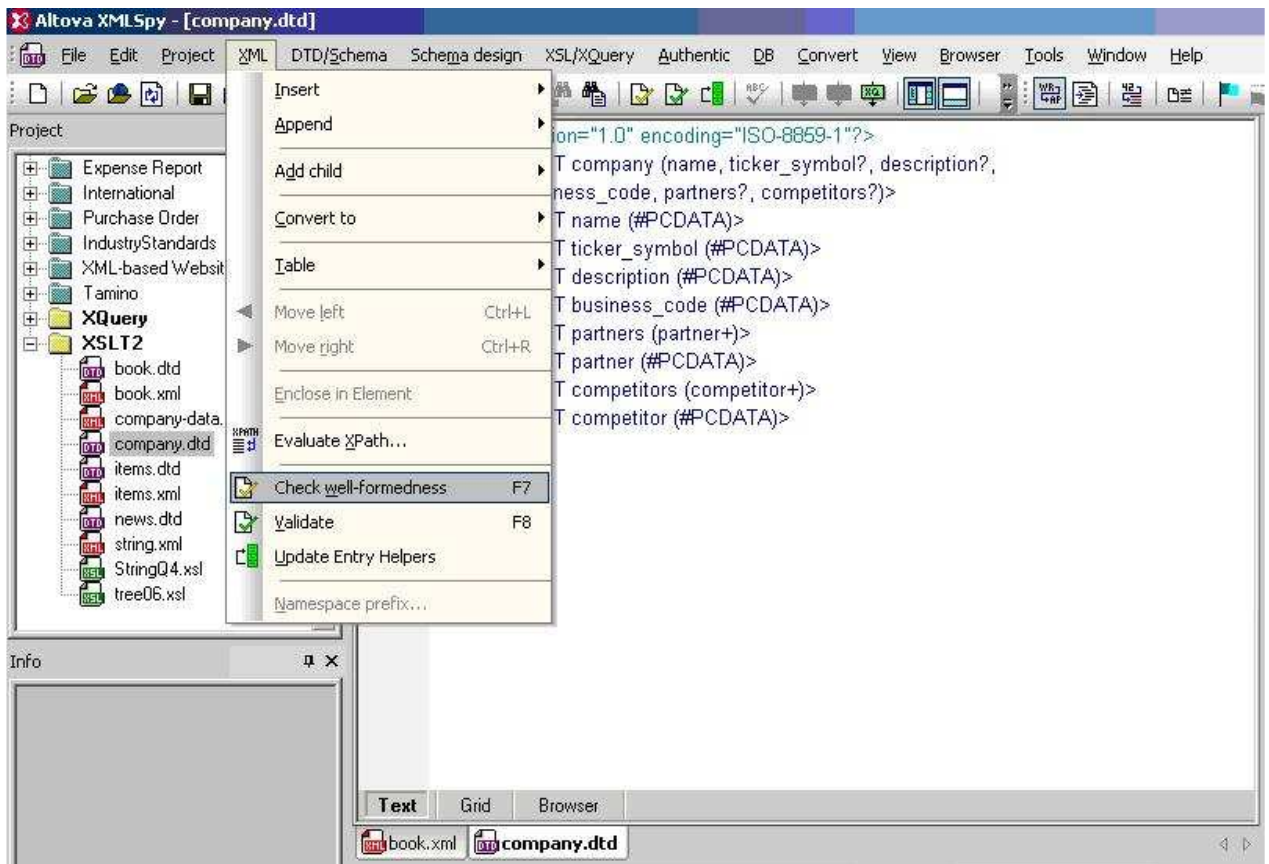 Altova XMLSpy - [company.dtd]
File Edit Project XML DTD/Schema Schema design XSL/XQuery Authentic DB Convert View Browser Tools Window Help
Project
Expense Report
International
Purchase Order
IndustryStandards
XML-based Websit
Tamino
XQuery
XSLT2
book.dtd
book.xml
company-data.
company.dtd
items.dtd
items.xml
news.dtd
string.xml
StringQ4.xsl
tree06.xsl
Insert
Append
Add child
Convert to
Table
Move left Ctrl+L
Move right Ctrl+R
Enclose in Element
XPATH
Evaluate XPath...
Check well-formedness F7
Validate F8
Update Entry Helpers
Namespace prefix...
ion="1.0" encoding="ISO-8859-1"?>
T company (name, ticker_symbol?, description?,
ness_code, partners?, competitors?)>
T name (#PCDATA)>
T ticker_symbol (#PCDATA)>
T description (#PCDATA)>
T business_code (#PCDATA)>
T partners (partner+)>
T partner (#PCDATA)>
T competitors (competitor+)>
T competitor (#PCDATA)>
Info
Text Grid Browser
book.xml company.dtd